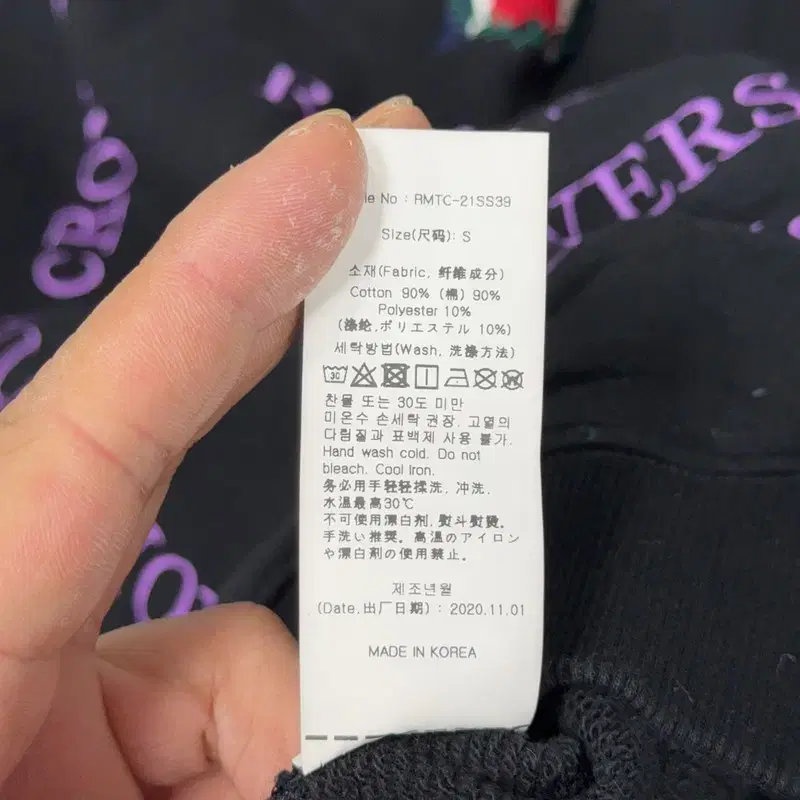 No : RMTC-21SS39
Size(尺码): S
소재(Fabric, 纤维成分)
Cotton 90% (棉) 90%
Polyester 10%
(涤纶,ポリエステル 10%)
세탁방법(Wash, 洗涤方法)
30
찬물 또는 30도 미만
미온수 손세탁 권장. 고열의
다림질과 표백제 사용 불가.
Hand wash cold. Do not
bleach. Cool Iron.
务必用手轻轻揉洗, 冲洗,
水温最高30℃
不可使用漂白剂, 熨斗熨烫。
手洗い推奨。高温のアイロン
や漂白剤の使用禁止。
제조년월
(Date, 出厂日期) : 2020.11.01
MADE IN KOREA
CRO
VERS